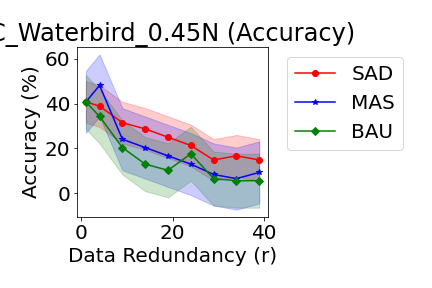 C_Waterbird_0.45N (Accuracy)
Accuracy (%)
60
40
20
0
0
20
40
Data Redundancy (r)
SAD
MAS
BAU